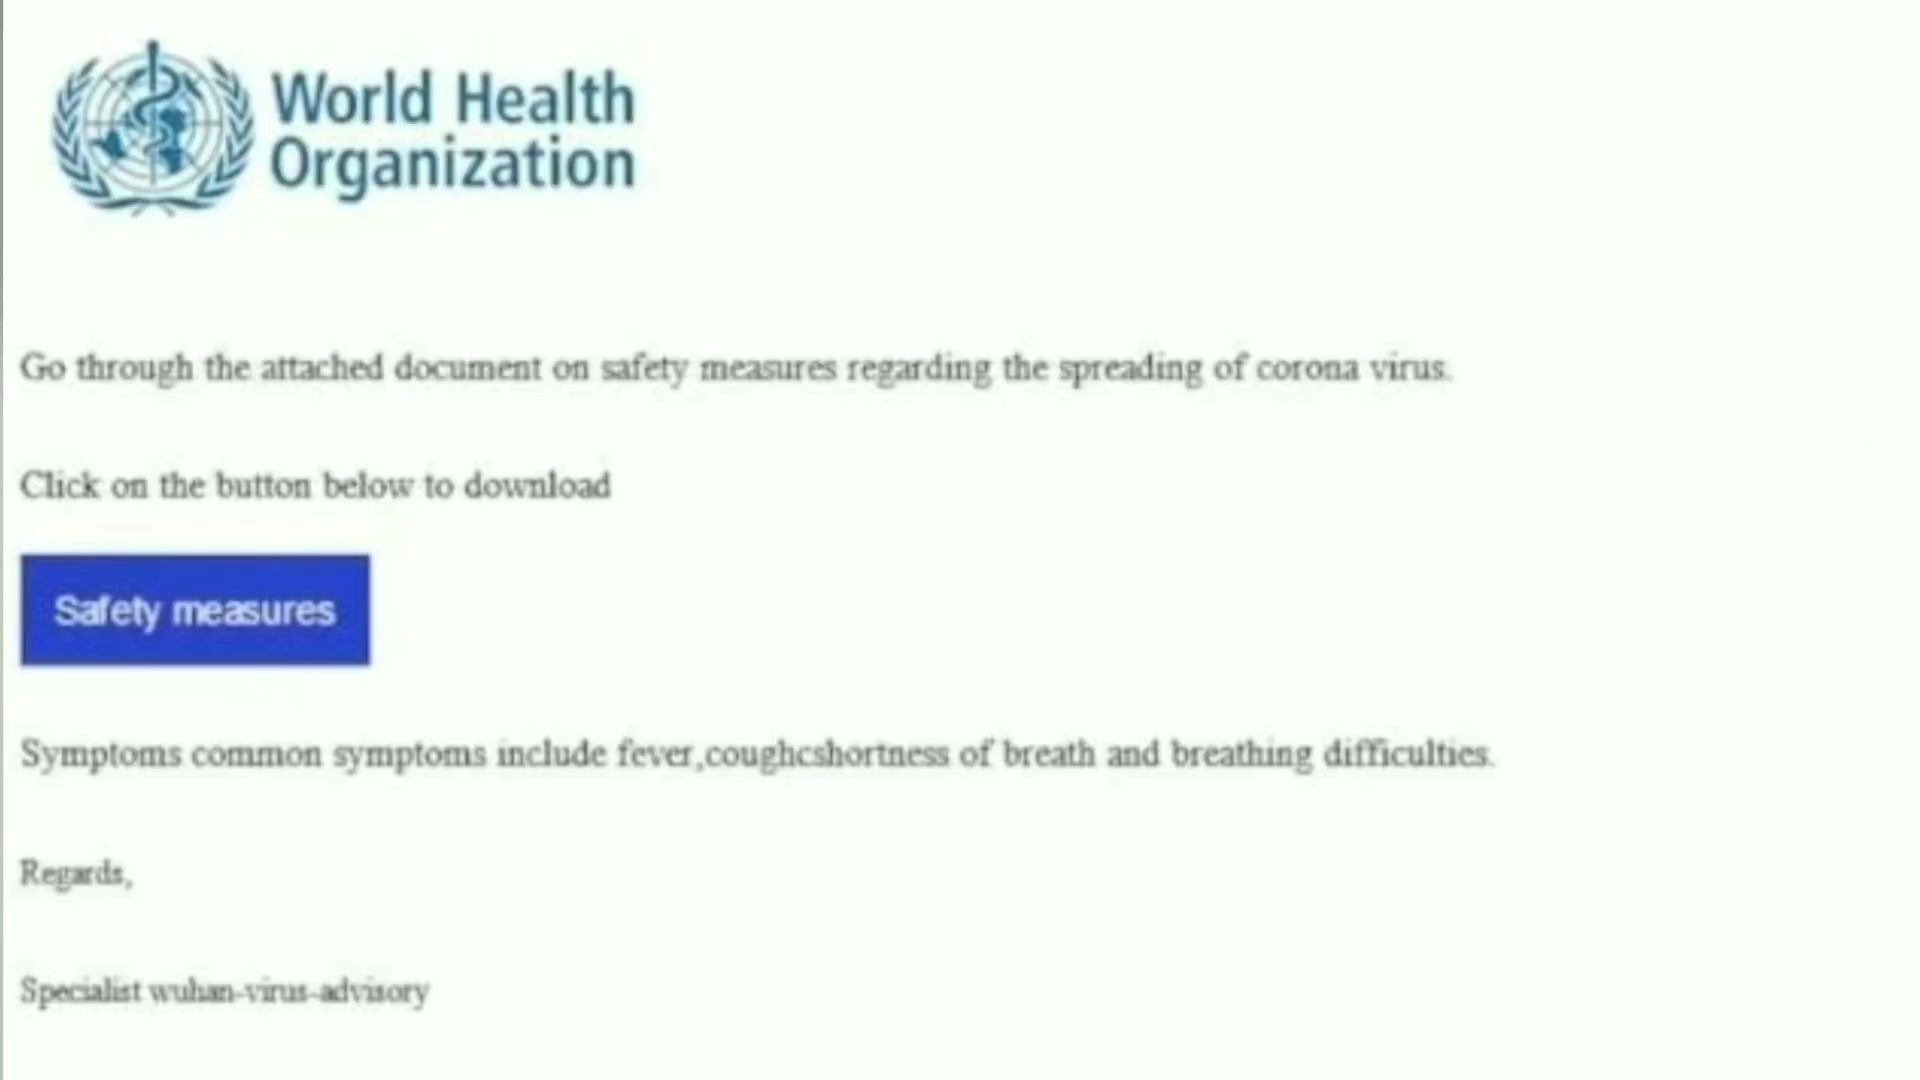 World Health
Organization
Go through the attached document on safety measures regarding the spreading of corona virus.
Click on the button below to download
Safety measures
Symptoms common symptoms include fever,coughcshortness of breath and breathing difficulties.
Regards,
Specialist wuhan-virus-advisory